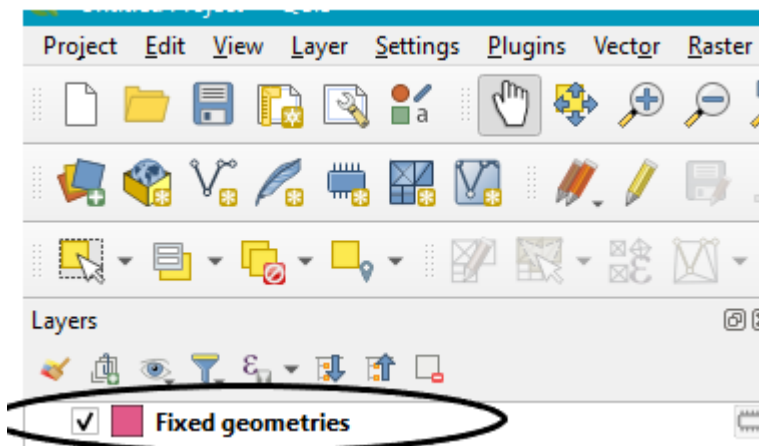 Project Edit View Layer Settings Plugins Vector Raster
a
Layers
Fixed geometries